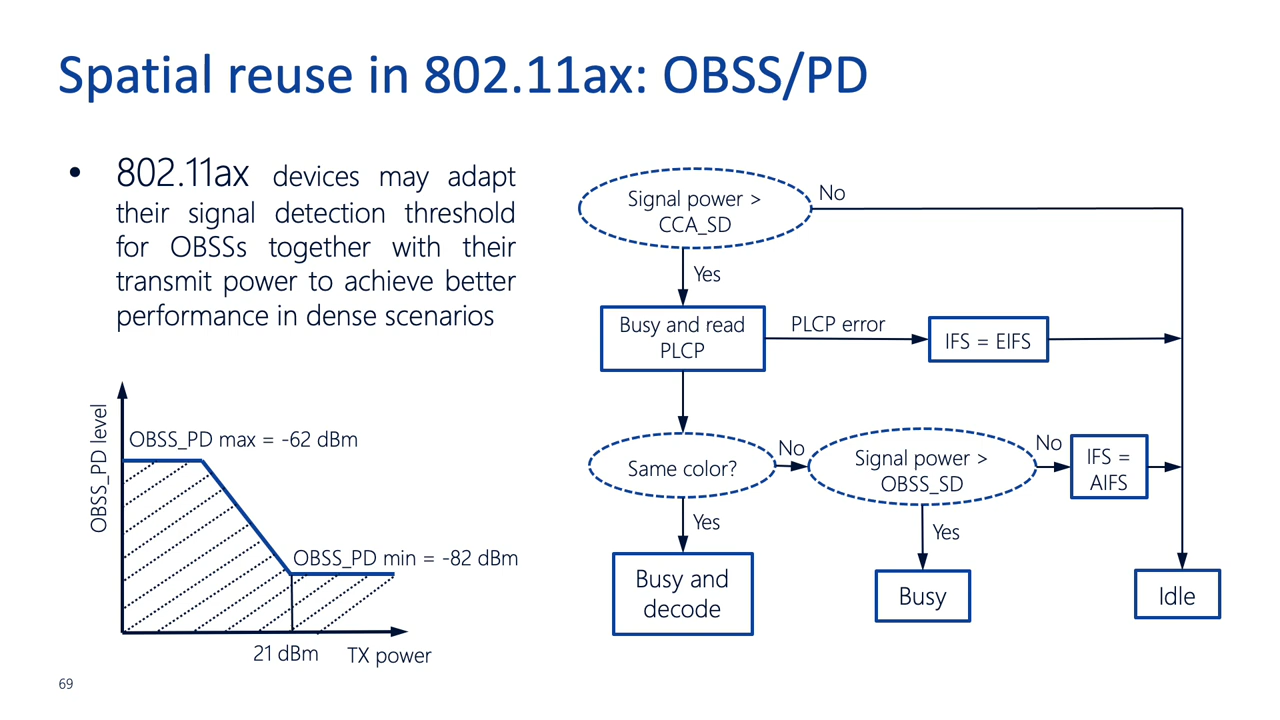 Spatial reuse in 802.11ax: OBSS/PD
• 802.11ax devices may adapt
their signal detection threshold
for OBSSs together with their
transmit power to achieve better
performance in dense scenarios
OBSS_PD level
OBSS_PD max = -62 dBm
OBSS_PD min = -82 dBm
21 dBm
TX power
Signal power >
CCA_SD
No
Yes
Busy and read
PLCP
PLCP error
IFS = EIFS
Same color?
No
Signal power >
OBSS_SD
No
IFS =
AIFS
Yes
Yes
Busy and
decode
Busy
Idle
69